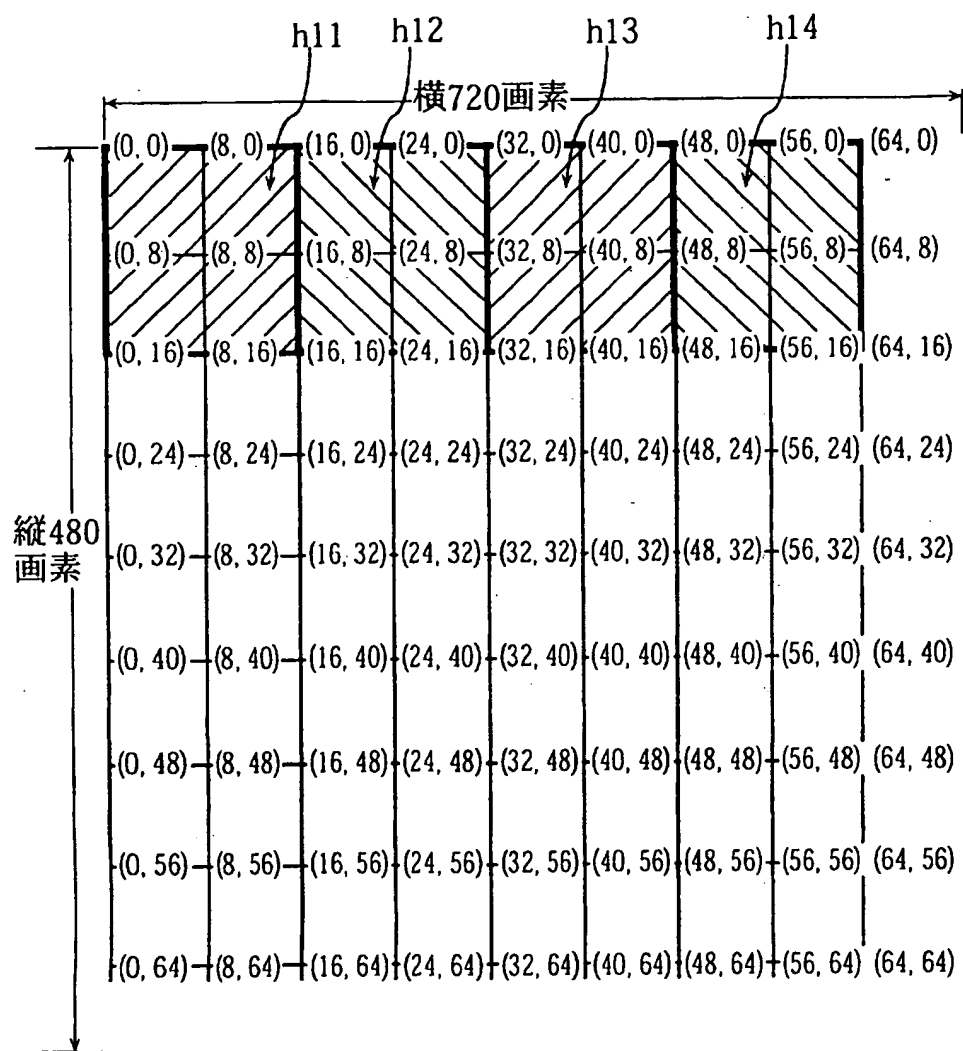 h11 h12 h13 h14
横720画素
(0, 0) (8, 0) (16, 0) (24, 0) (32, 0) (40, 0) (48, 0) (56, 0) (64, 0)
(0, 8) (8, 8) (16, 8) (24, 8) (32, 8) (40, 8) (48, 8) (56, 8) (64, 8)
(0, 16) (8, 16) (16, 16) (24, 16) (32, 16) (40, 16) (48, 16) (56, 16) (64, 16)
(0, 24) (8, 24) (16, 24) (24, 24) (32, 24) (40, 24) (48, 24) (56, 24) (64, 24)
縦480
画素
(0, 32) (8, 32) (16, 32) (24, 32) (32, 32) (40, 32) (48, 32) (56, 32) (64, 32)
(0, 40) (8, 40) (16, 40) (24, 40) (32, 40) (40, 40) (48, 40) (56, 40) (64, 40)
(0, 48) (8, 48) (16, 48) (24, 48) (32, 48) (40, 48) (48, 48) (56, 48) (64, 48)
(0, 56) (8, 56) (16, 56) (24, 56) (32, 56) (40, 56) (48, 56) (56, 56) (64, 56)
(0, 64) (8, 64) (16, 64) (24, 64) (32, 64) (40, 64) (48, 64) (56, 64) (64, 64)